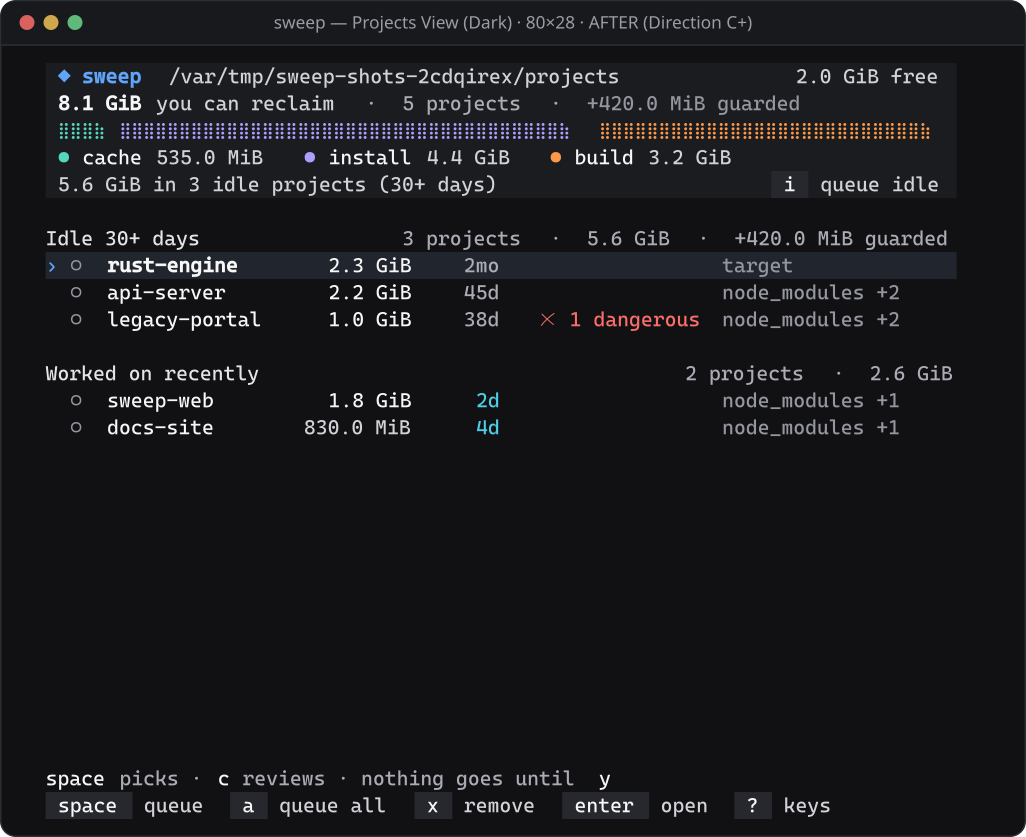 sweep — Projects View (Dark) · 80×28 · AFTER (Direction C+)
◆ sweep /var/tmp/sweep-shots-2cdqirex/projects 2.0 GiB free
8.1 GiB you can reclaim · 5 projects · +420.0 MiB guarded
● cache 535.0 MiB ● install 4.4 GiB ● build 3.2 GiB
5.6 GiB in 3 idle projects (30+ days) i queue idle
Idle 30+ days 3 projects · 5.6 GiB · +420.0 MiB guarded
› ○ rust-engine 2.3 GiB 2mo target
○ api-server 2.2 GiB 45d node_modules +2
○ legacy-portal 1.0 GiB 38d ✕ 1 dangerous node_modules +2
Worked on recently 2 projects · 2.6 GiB
○ sweep-web 1.8 GiB 2d node_modules +1
○ docs-site 830.0 MiB 4d node_modules +1
space picks · c reviews · nothing goes until y
space queue a queue all x remove enter open ? keys